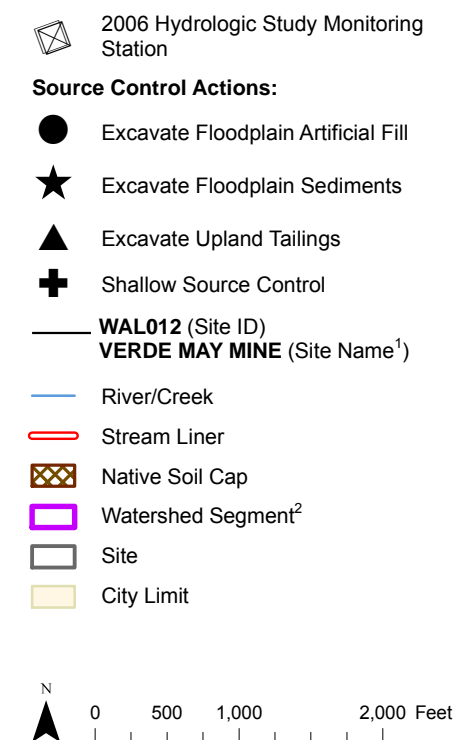 2006 Hydrologic Study Monitoring
Station
Source Control Actions:
Excavate Floodplain Artificial Fill
Excavate Floodplain Sediments
Excavate Upland Tailings
Shallow Source Control
WAL012 (Site ID)
VERDE MAY MINE (Site Name¹)
River/Creek
Stream Liner
Native Soil Cap
Watershed Segment²
Site
City Limit
N
0 500 1,000 2,000 Feet